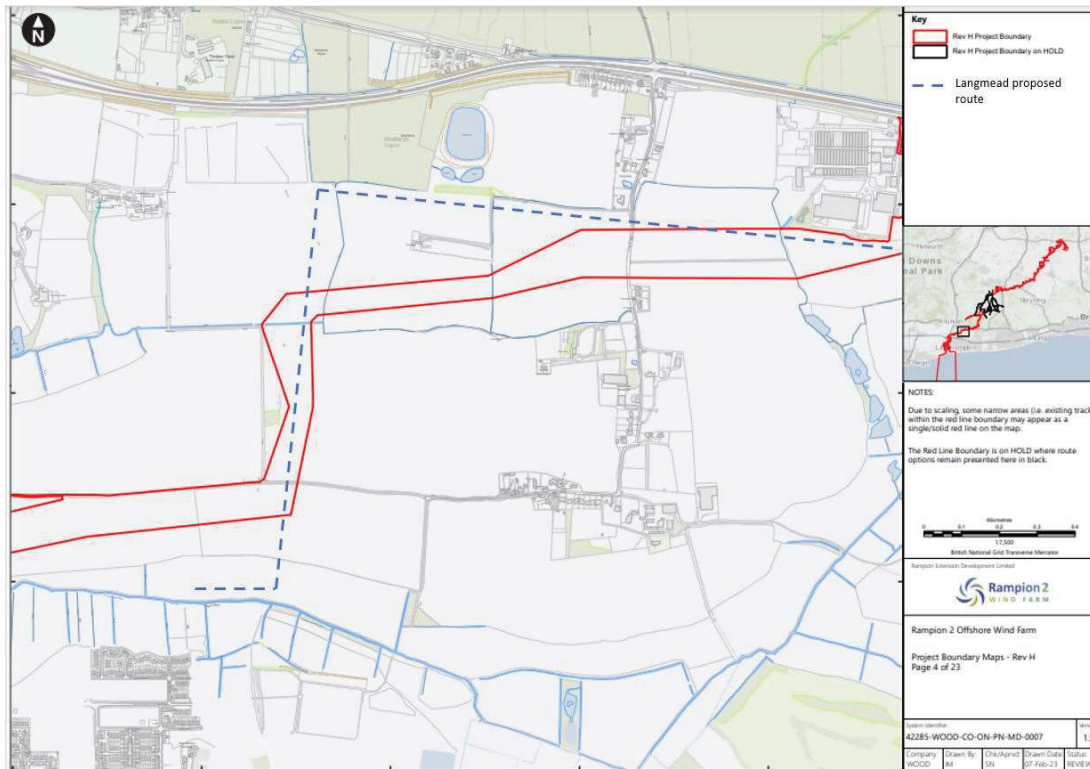 N
Key
Rev H Project Boundary
Rev H Project Boundary on HOLD
Langmead proposed
route
NOTES:
Due to scaling, some narrow areas (i.e. existing track
within the red line boundary may appear as a
single/solid red line on the map.
The Red Line Boundary is on HOLD where route
options remain presented here in black.
Kilometres
0 0.1 0.2 0.3 0.4
1:7,500
British National Grid Transverse Mercator
Rampion Extension Development Limited
Rampion 2
WIND FARM
Rampion 2 Offshore Wind Farm
Project Boundary Maps - Rev H
Page 4 of 23
System Identifier
42285-WOOD-CO-ON-PN-MD-0007
1.
Company
WOOD
Drawn By:
IM
Chk/Aprvd:
SN
Drawn Date:
07-Feb-23
Status:
REVIEW